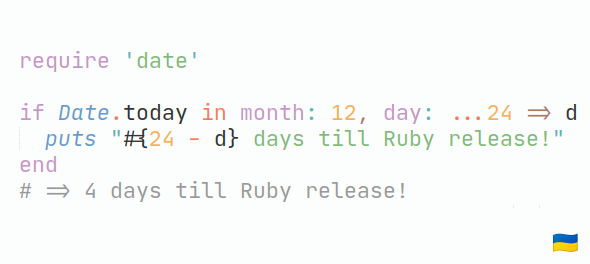 require 'date'
if Date.today in month: 12, day: ...24 => d
puts "#{24 - d} days till Ruby release!"
end
# => 4 days till Ruby release!